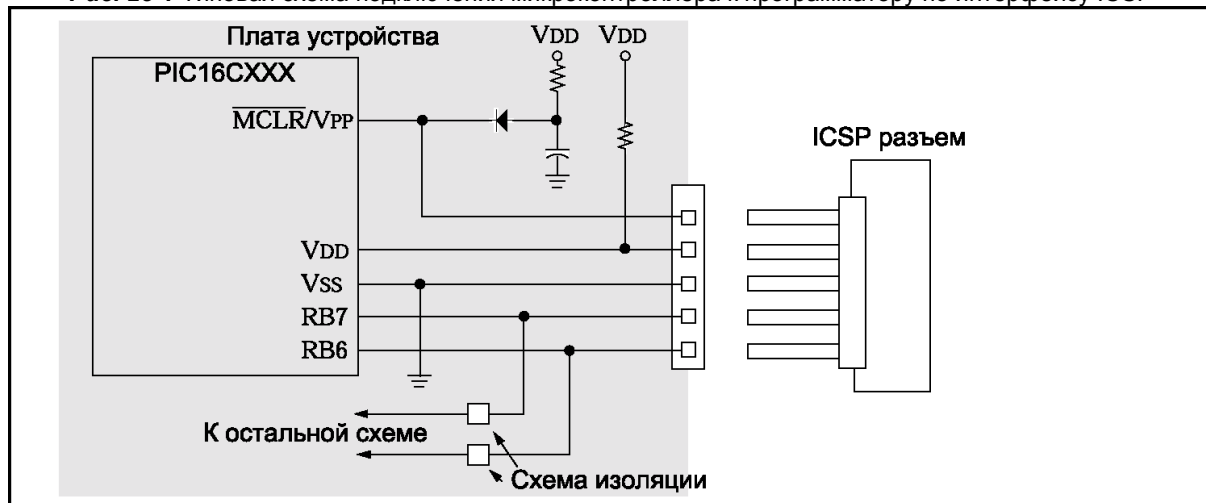 Плата устройства
VDD VDD
PIC16CXXX
MCLR/VPP
ICSP разъем
VDD
VSS
RB7
RB6
К остальной схеме
Схема изоляции